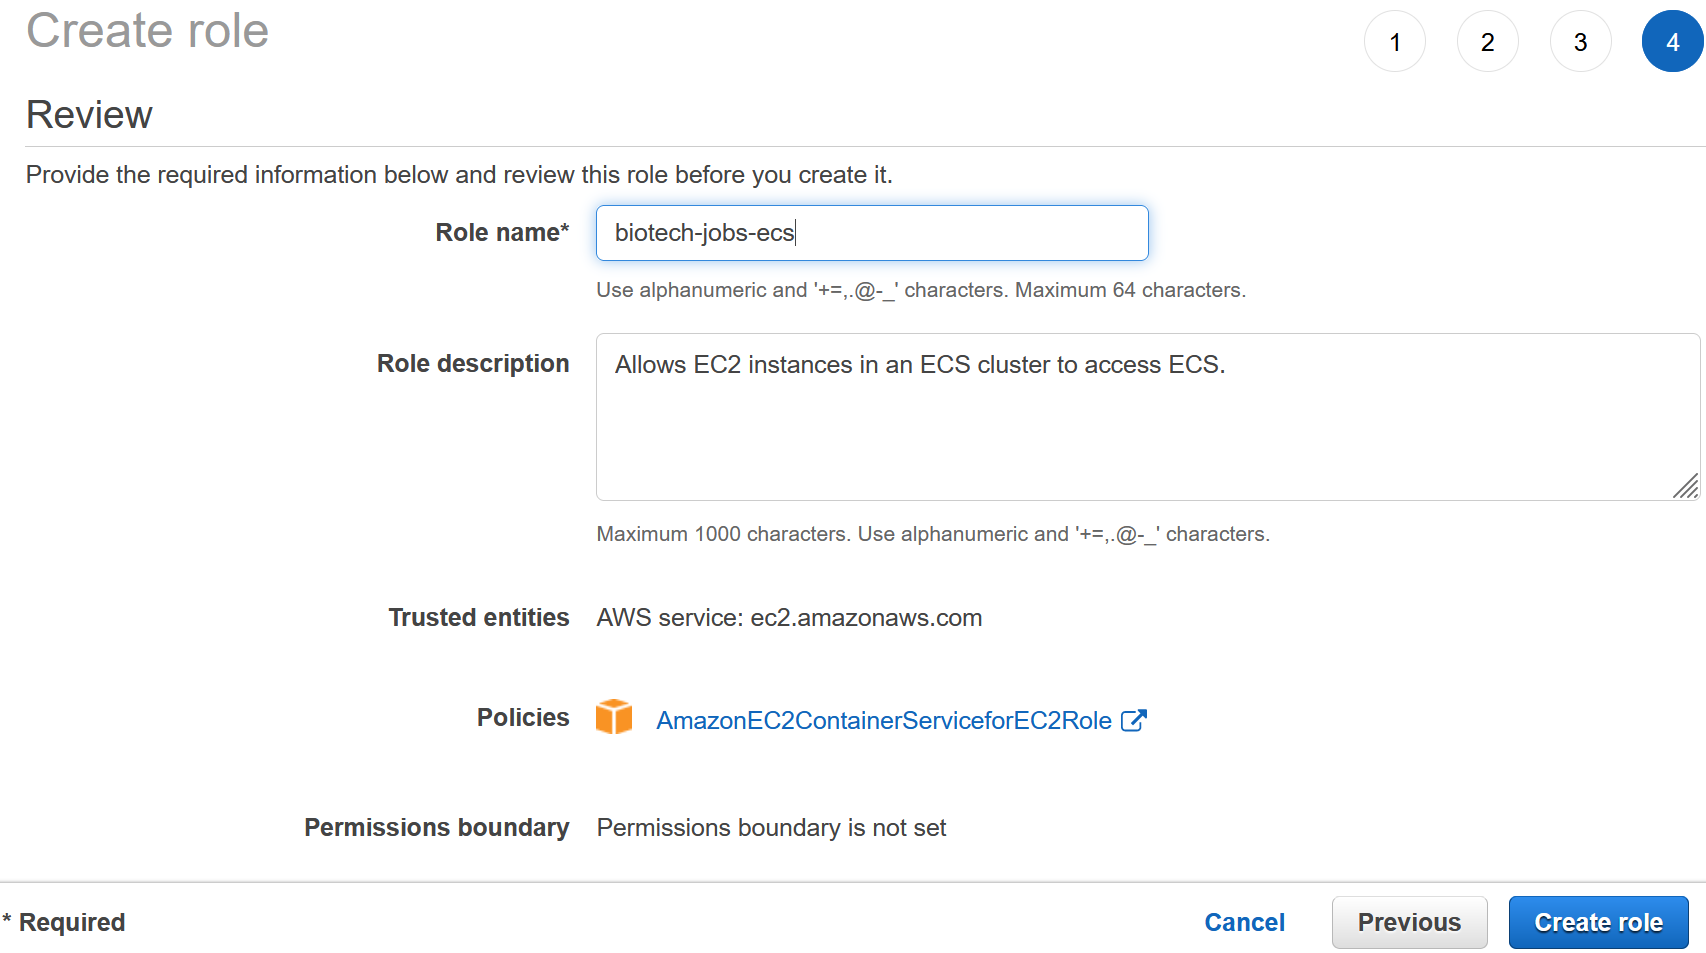 Create role
1 2 3 4
Review
Provide the required information below and review this role before you create it.
Role name* biotech-jobs-ecs
Use alphanumeric and '+=,.@-_' characters. Maximum 64 characters.
Role description Allows EC2 instances in an ECS cluster to access ECS.
Maximum 1000 characters. Use alphanumeric and '+=,.@-_' characters.
Trusted entities AWS service: ec2.amazonaws.com
Policies AmazonEC2ContainerServiceforEC2Role
Permissions boundary Permissions boundary is not set
* Required Cancel Previous Create role